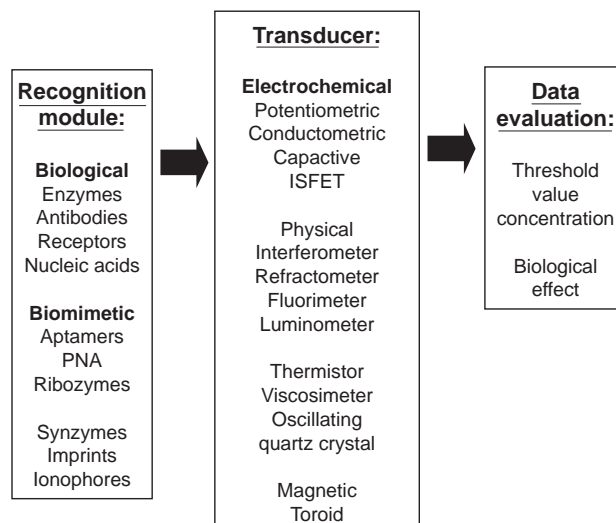 Recognition
module:
Biological
Enzymes
Antibodies
Receptors
Nucleic acids
Biomimetic
Aptamers
PNA
Ribozymes
Synzymes
Imprints
Ionophores
Transducer:
Electrochemical
Potentiometric
Conductometric
Capactive
ISFET
Physical
Interferometer
Refractometer
Fluorimeter
Luminometer
Thermistor
Viscosimeter
Oscillating
quartz crystal
Magnetic
Toroid
Data
evaluation:
Threshold
value
concentration
Biological
effect